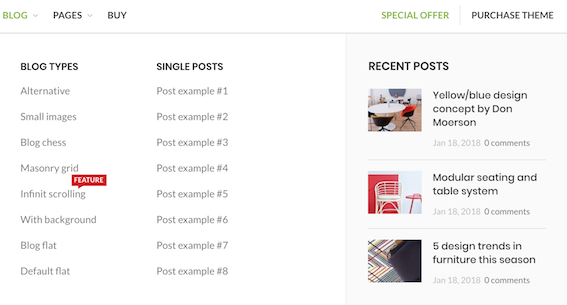 BLOG PAGES BUY SPECIAL OFFER PURCHASE THEME
BLOG TYPES
Alternative
Small images
Blog chess
Masonry grid
FEATURE
Infinit scrolling
With background
Blog flat
Default flat
SINGLE POSTS
Post example #1
Post example #2
Post example #3
Post example #4
Post example #5
Post example #6
Post example #7
Post example #8
RECENT POSTS
Yellow/blue design
concept by Don
Moerson
Jan 18, 2018 0 comments
Modular seating and
table system
Jan 18, 2018 0 comments
5 design trends in
furniture this season
Jan 18, 2018 0 comments